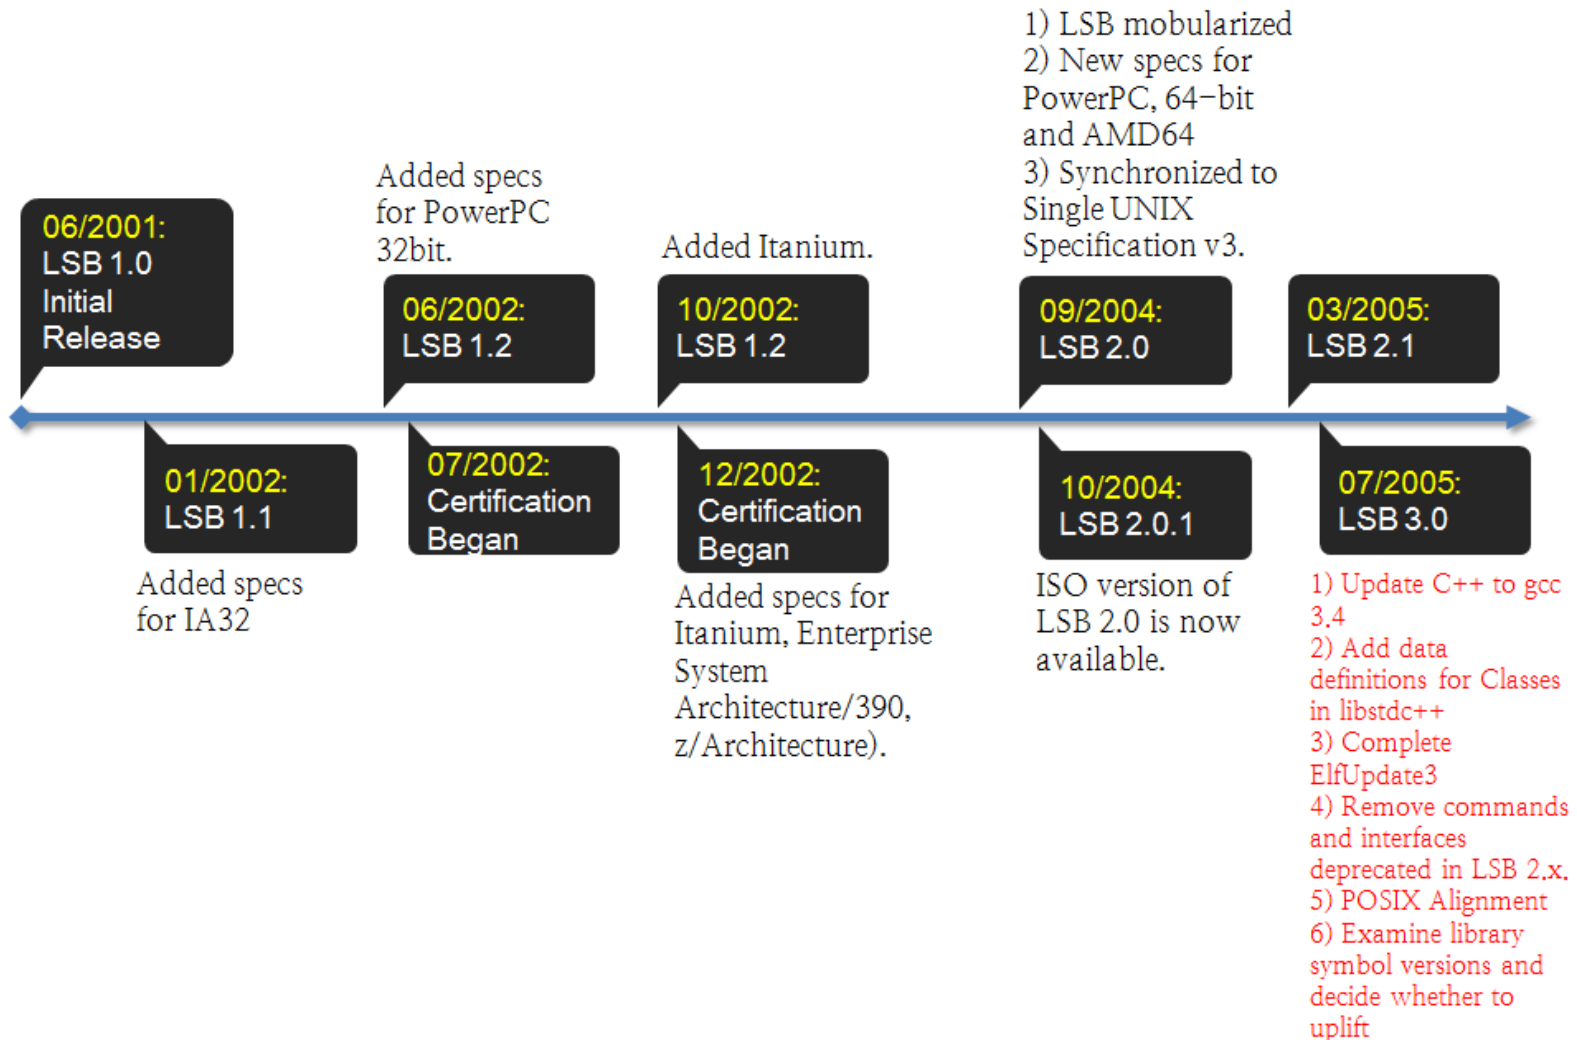 06/2001:
LSB 1.0
Initial
Release
01/2002:
LSB 1.1
Added specs
for IA32
Added specs
for PowerPC
32bit.
06/2002:
LSB 1.2
07/2002:
Certification
Began
Added Itanium.
10/2002:
LSB 1.2
12/2002:
Certification
Began
Added specs for
Itanium, Enterprise
System
Architecture/390,
z/Architecture).
1) LSB mobularized
2) New specs for
PowerPC, 64-bit
and AMD64
3) Synchronized to
Single UNIX
Specification v3.
09/2004:
LSB 2.0
10/2004:
LSB 2.0.1
ISO version of
LSB 2.0 is now
available.
03/2005:
LSB 2.1
07/2005:
LSB 3.0
1) Update C++ to gcc
3.4
2) Add data
definitions for Classes
in libstdc++
3) Complete
ElfUpdate3
4) Remove commands
and interfaces
deprecated in LSB 2.x.
5) POSIX Alignment
6) Examine library
symbol versions and
decide whether to
uplift